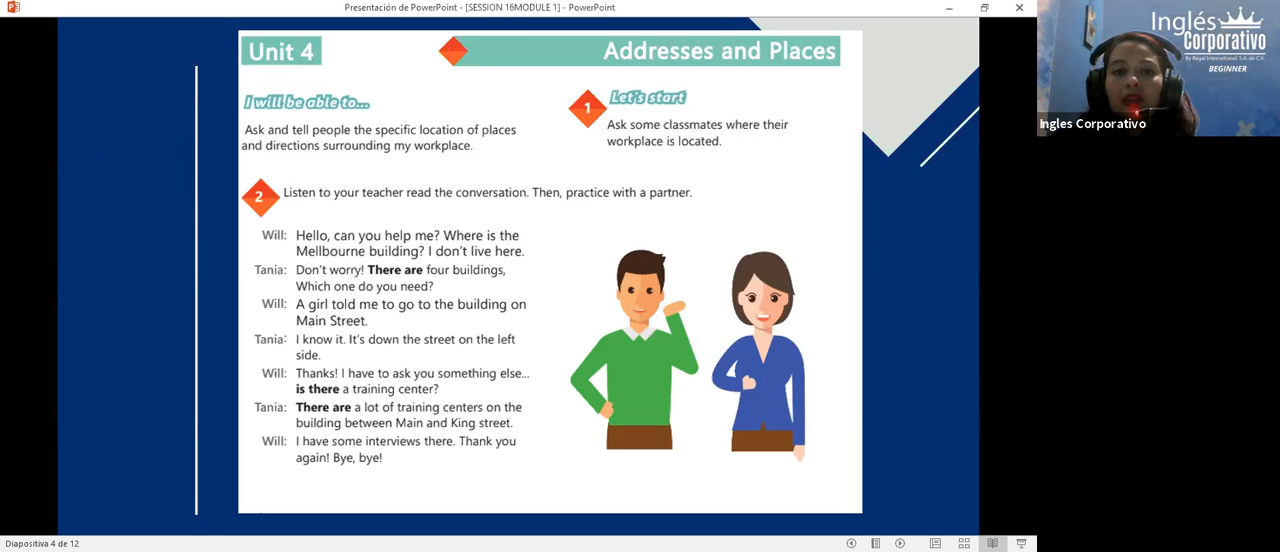 Presentación de PowerPoint - [SESSION 16MODULE 1] - PowerPoint
Unit 4
Addresses and Places
I will be able to...
Ask and tell people the specific location of places
and directions surrounding my workplace.
1
Let's start
Ask some classmates where their
workplace is located.
2
Listen to your teacher read the conversation. Then, practice with a partner.
Will: Hello, can you help me? Where is the
Mellbourne building? I don't live here.
Tania: Don't worry! There are four buildings,
Which one do you need?
Will: A girl told me to go to the building on
Main Street.
Tania: I know it. It's down the street on the left
side.
Will: Thanks! I have to ask you something else...
is there a training center?
Tania: There are a lot of training centers on the
building between Main and King street.
Will: I have some interviews there. Thank you
again! Bye, bye!
Inglés
Corporativo
By Regal International, S.A. de C.V.
BEGINNER
Ingles Corporativo
Diapositiva 4 de 12